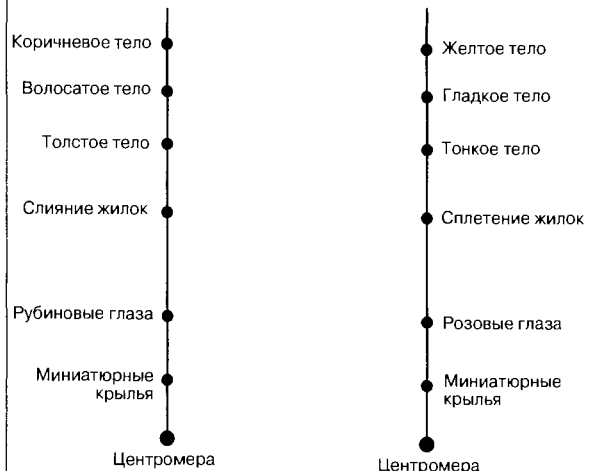 Коричневое тело
Волосатое тело
Толстое тело
Слияние жилок
Рубиновые глаза
Миниатюрные
крылья
Центромера
Желтое тело
Гладкое тело
Тонкое тело
Сплетение жилок
Розовые глаза
Миниатюрные
крылья
Центромера